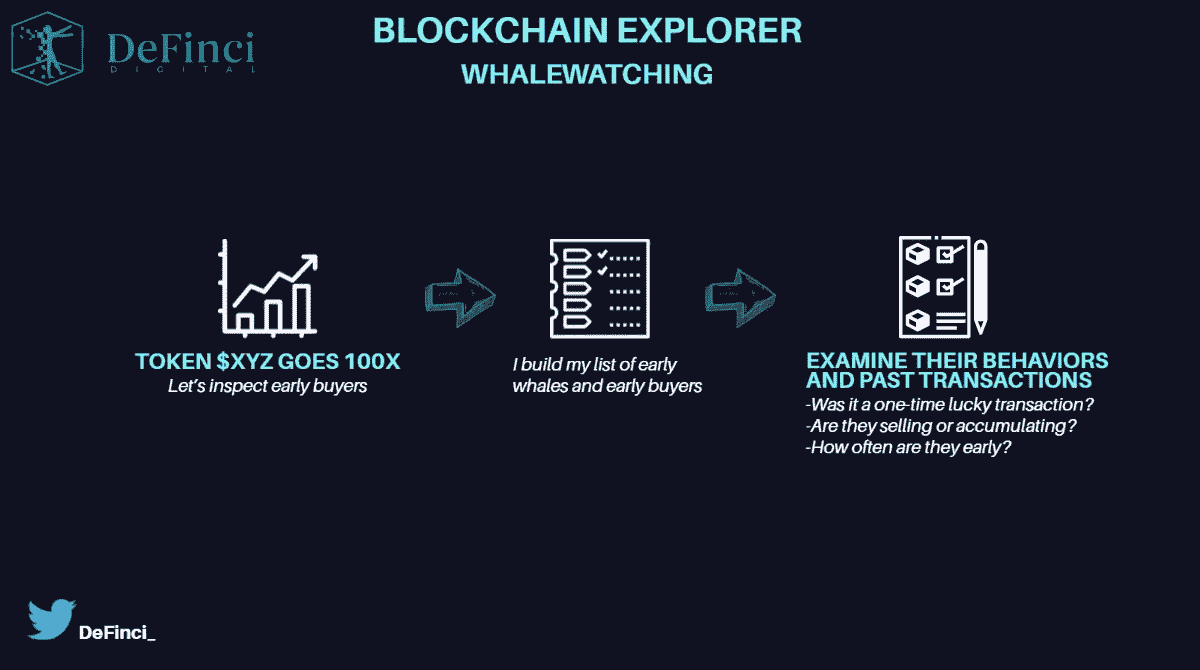 DeFinci
DIGITAL
BLOCKCHAIN EXPLORER
WHALEWATCHING
TOKEN $XYZ GOES 100X
Let's inspect early buyers
I build my list of early
whales and early buyers
EXAMINE THEIR BEHAVIORS
AND PAST TRANSACTIONS
-Was it a one-time lucky transaction?
-Are they selling or accumulating?
-How often are they early?
DeFinci_